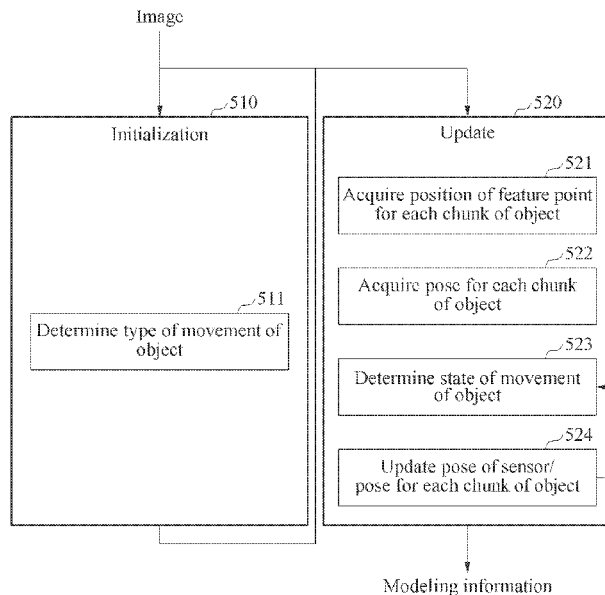 Image
510
Initialization
511
Determine type of movement of
object
520
Update
521
Acquire position of feature point
for each chunk of object
522
Acquire pose for each chunk
of object
523
Determine state of movement
of object
524
Update pose of sensor/
pose for each chunk of object
Modeling information